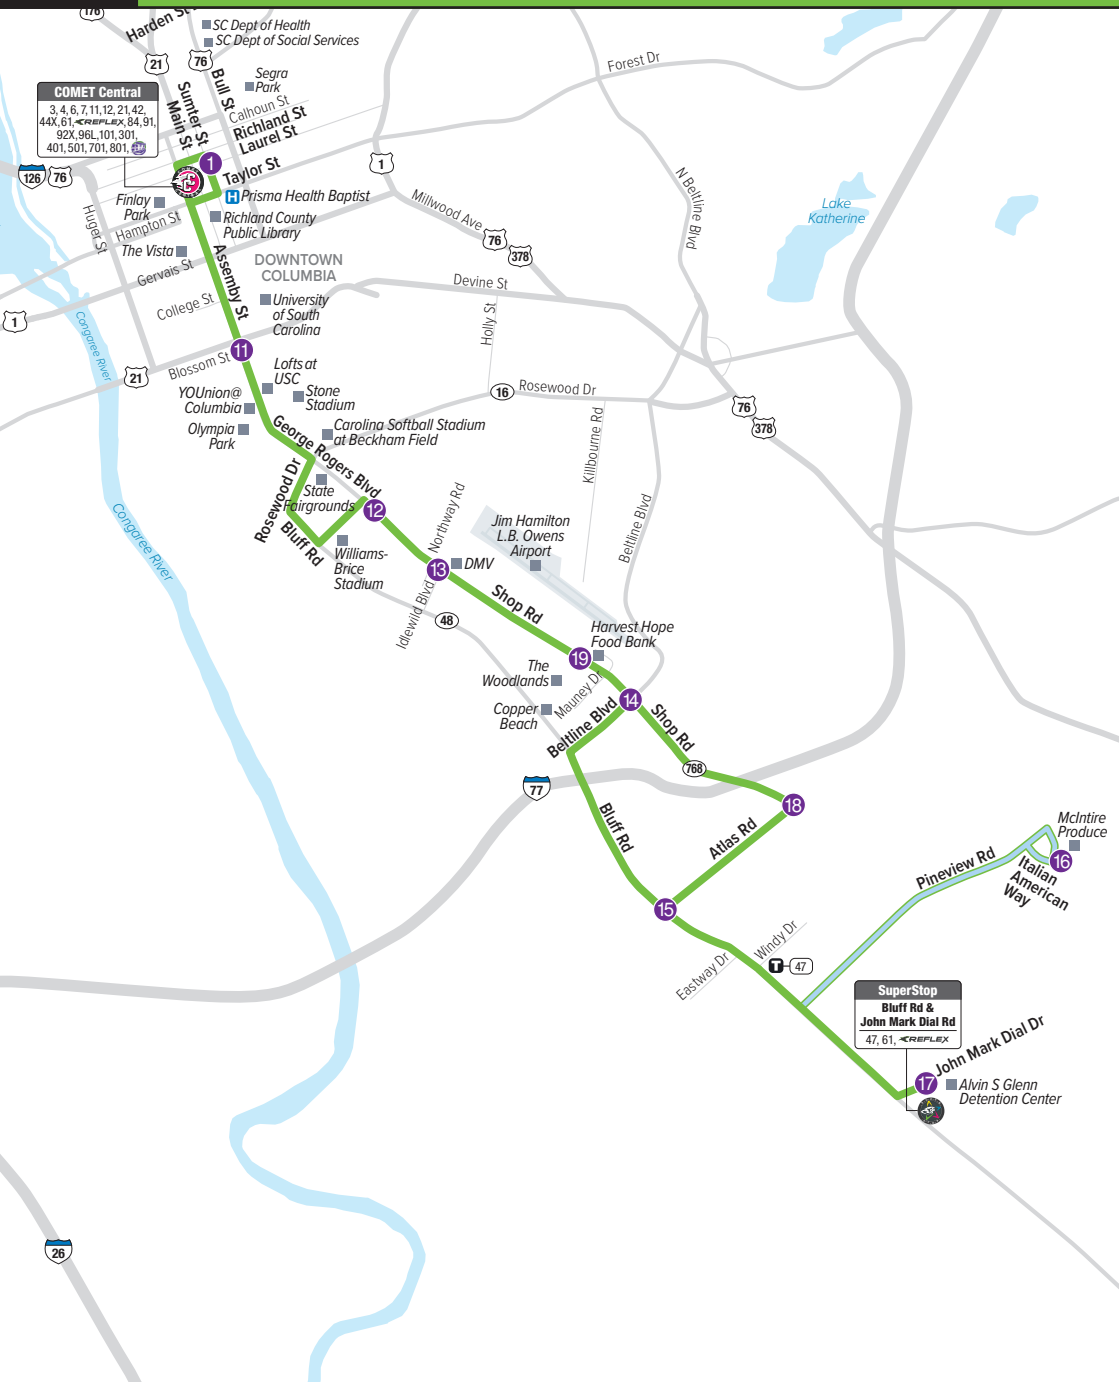 176
Harden St
SC Dept of Health
SC Dept of Social Services
21
76
Segra
Park
Bull St
Sumter St
Main St
Calhoun St
Richland St
Laurel St
Taylor St
COMET Central
3, 4, 6, 7, 11, 12, 21, 42,
44X, 61, REFLEX, 84, 91,
92X, 96L, 101, 301,
401, 501, 701, 801,
126
76
1
1
H Prisma Health Baptist
Finlay
Park
Hampton St
Huger St
Richland County
Public Library
The Vista
Gervais St
Assemby St
DOWNTOWN
COLUMBIA
College St
University
of South
Carolina
1
Congaree River
Blossom St
21
11
Forest Dr
N Beltline Blvd
Lake
Katherine
Millwood Ave
76
378
Devine St
Holly St
16
Rosewood Dr
76
378
Lofts at
USC
YOUnion@
Columbia
Stone
Stadium
Olympia
Park
Carolina Softball Stadium
at Beckham Field
George Rogers Blvd
Rosewood Dr
State
Fairgrounds
12
Bluff Rd
Williams-
Brice
Stadium
Killbourne Rd
Beltline Blvd
Northway Rd
Jim Hamilton
L.B. Owens
Airport
DMV
13
Idlewild Blvd
48
Shop Rd
Congaree River
Harvest Hope
Food Bank
19
The
Woodlands
Mauney Dr
Copper
Beach
14
Beltline Blvd
Shop Rd
768
77
18
Bluff Rd
Atlas Rd
15
McIntire
Produce
16
Pineview Rd
Italian
American
Way
Windy Dr
Eastway Dr
T
47
SuperStop
Bluff Rd &
John Mark Dial Rd
47, 61, REFLEX
John Mark Dial Dr
17
Alvin S Glenn
Detention Center
26